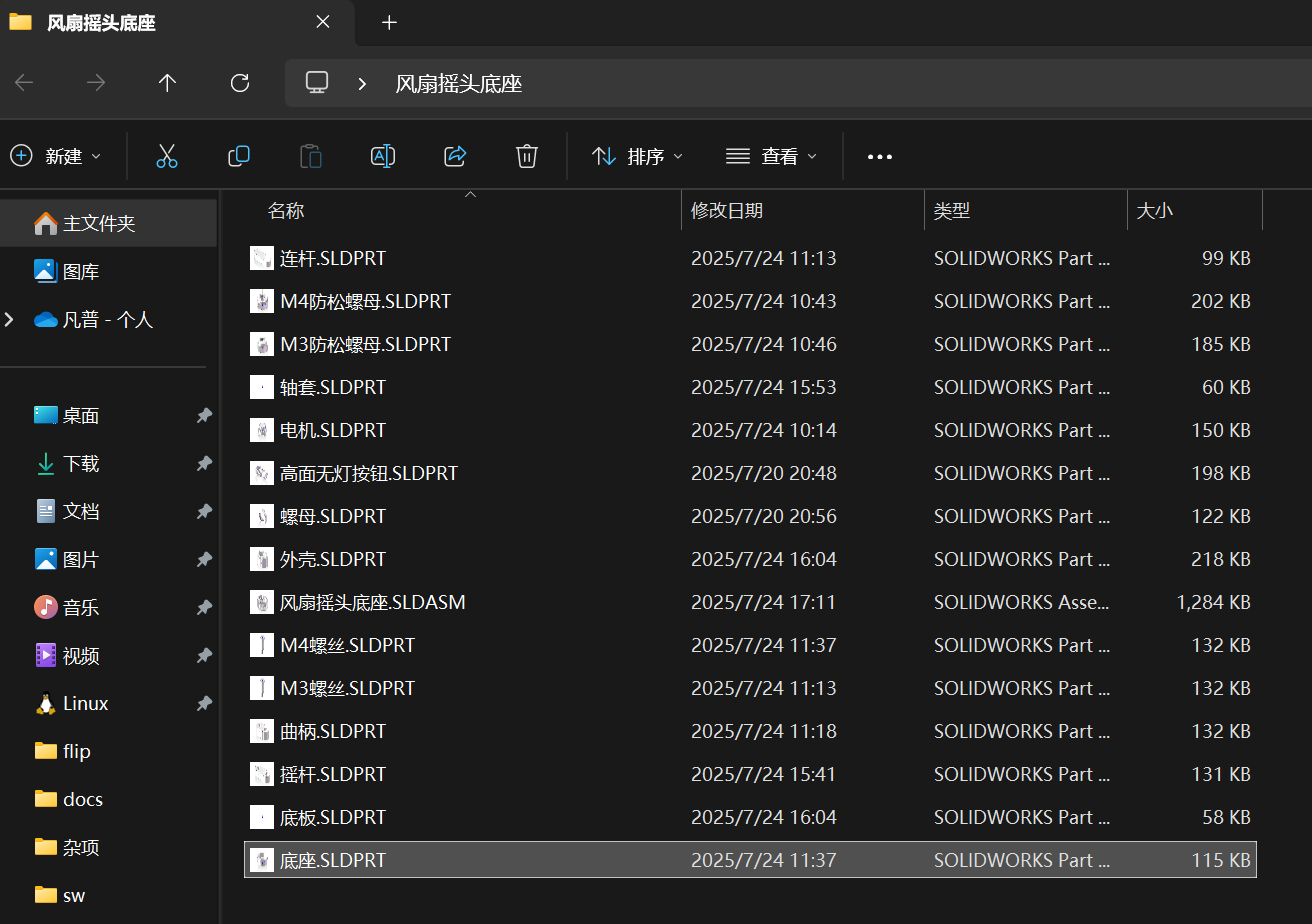 风扇摇头底座
风扇摇头底座
新建
排序
查看
主文件夹
图库
凡普 - 个人
桌面
下载
文档
图片
音乐
视频
Linux
flip
docs
杂项
sw
名称 修改日期 类型 大小
连杆.SLDPRT 2025/7/24 11:13 SOLIDWORKS Part ... 99 KB
M4防松螺母.SLDPRT 2025/7/24 10:43 SOLIDWORKS Part ... 202 KB
M3防松螺母.SLDPRT 2025/7/24 10:46 SOLIDWORKS Part ... 185 KB
轴套.SLDPRT 2025/7/24 15:53 SOLIDWORKS Part ... 60 KB
电机.SLDPRT 2025/7/24 10:14 SOLIDWORKS Part ... 150 KB
高面无灯按钮.SLDPRT 2025/7/20 20:48 SOLIDWORKS Part ... 198 KB
螺母.SLDPRT 2025/7/20 20:56 SOLIDWORKS Part ... 122 KB
外壳.SLDPRT 2025/7/24 16:04 SOLIDWORKS Part ... 218 KB
风扇摇头底座.SLDASM 2025/7/24 17:11 SOLIDWORKS Asse... 1,284 KB
M4螺丝.SLDPRT 2025/7/24 11:37 SOLIDWORKS Part ... 132 KB
M3螺丝.SLDPRT 2025/7/24 11:13 SOLIDWORKS Part ... 132 KB
曲柄.SLDPRT 2025/7/24 11:18 SOLIDWORKS Part ... 132 KB
摇杆.SLDPRT 2025/7/24 15:41 SOLIDWORKS Part ... 131 KB
底板.SLDPRT 2025/7/24 16:04 SOLIDWORKS Part ... 58 KB
底座.SLDPRT 2025/7/24 11:37 SOLIDWORKS Part ... 115 KB